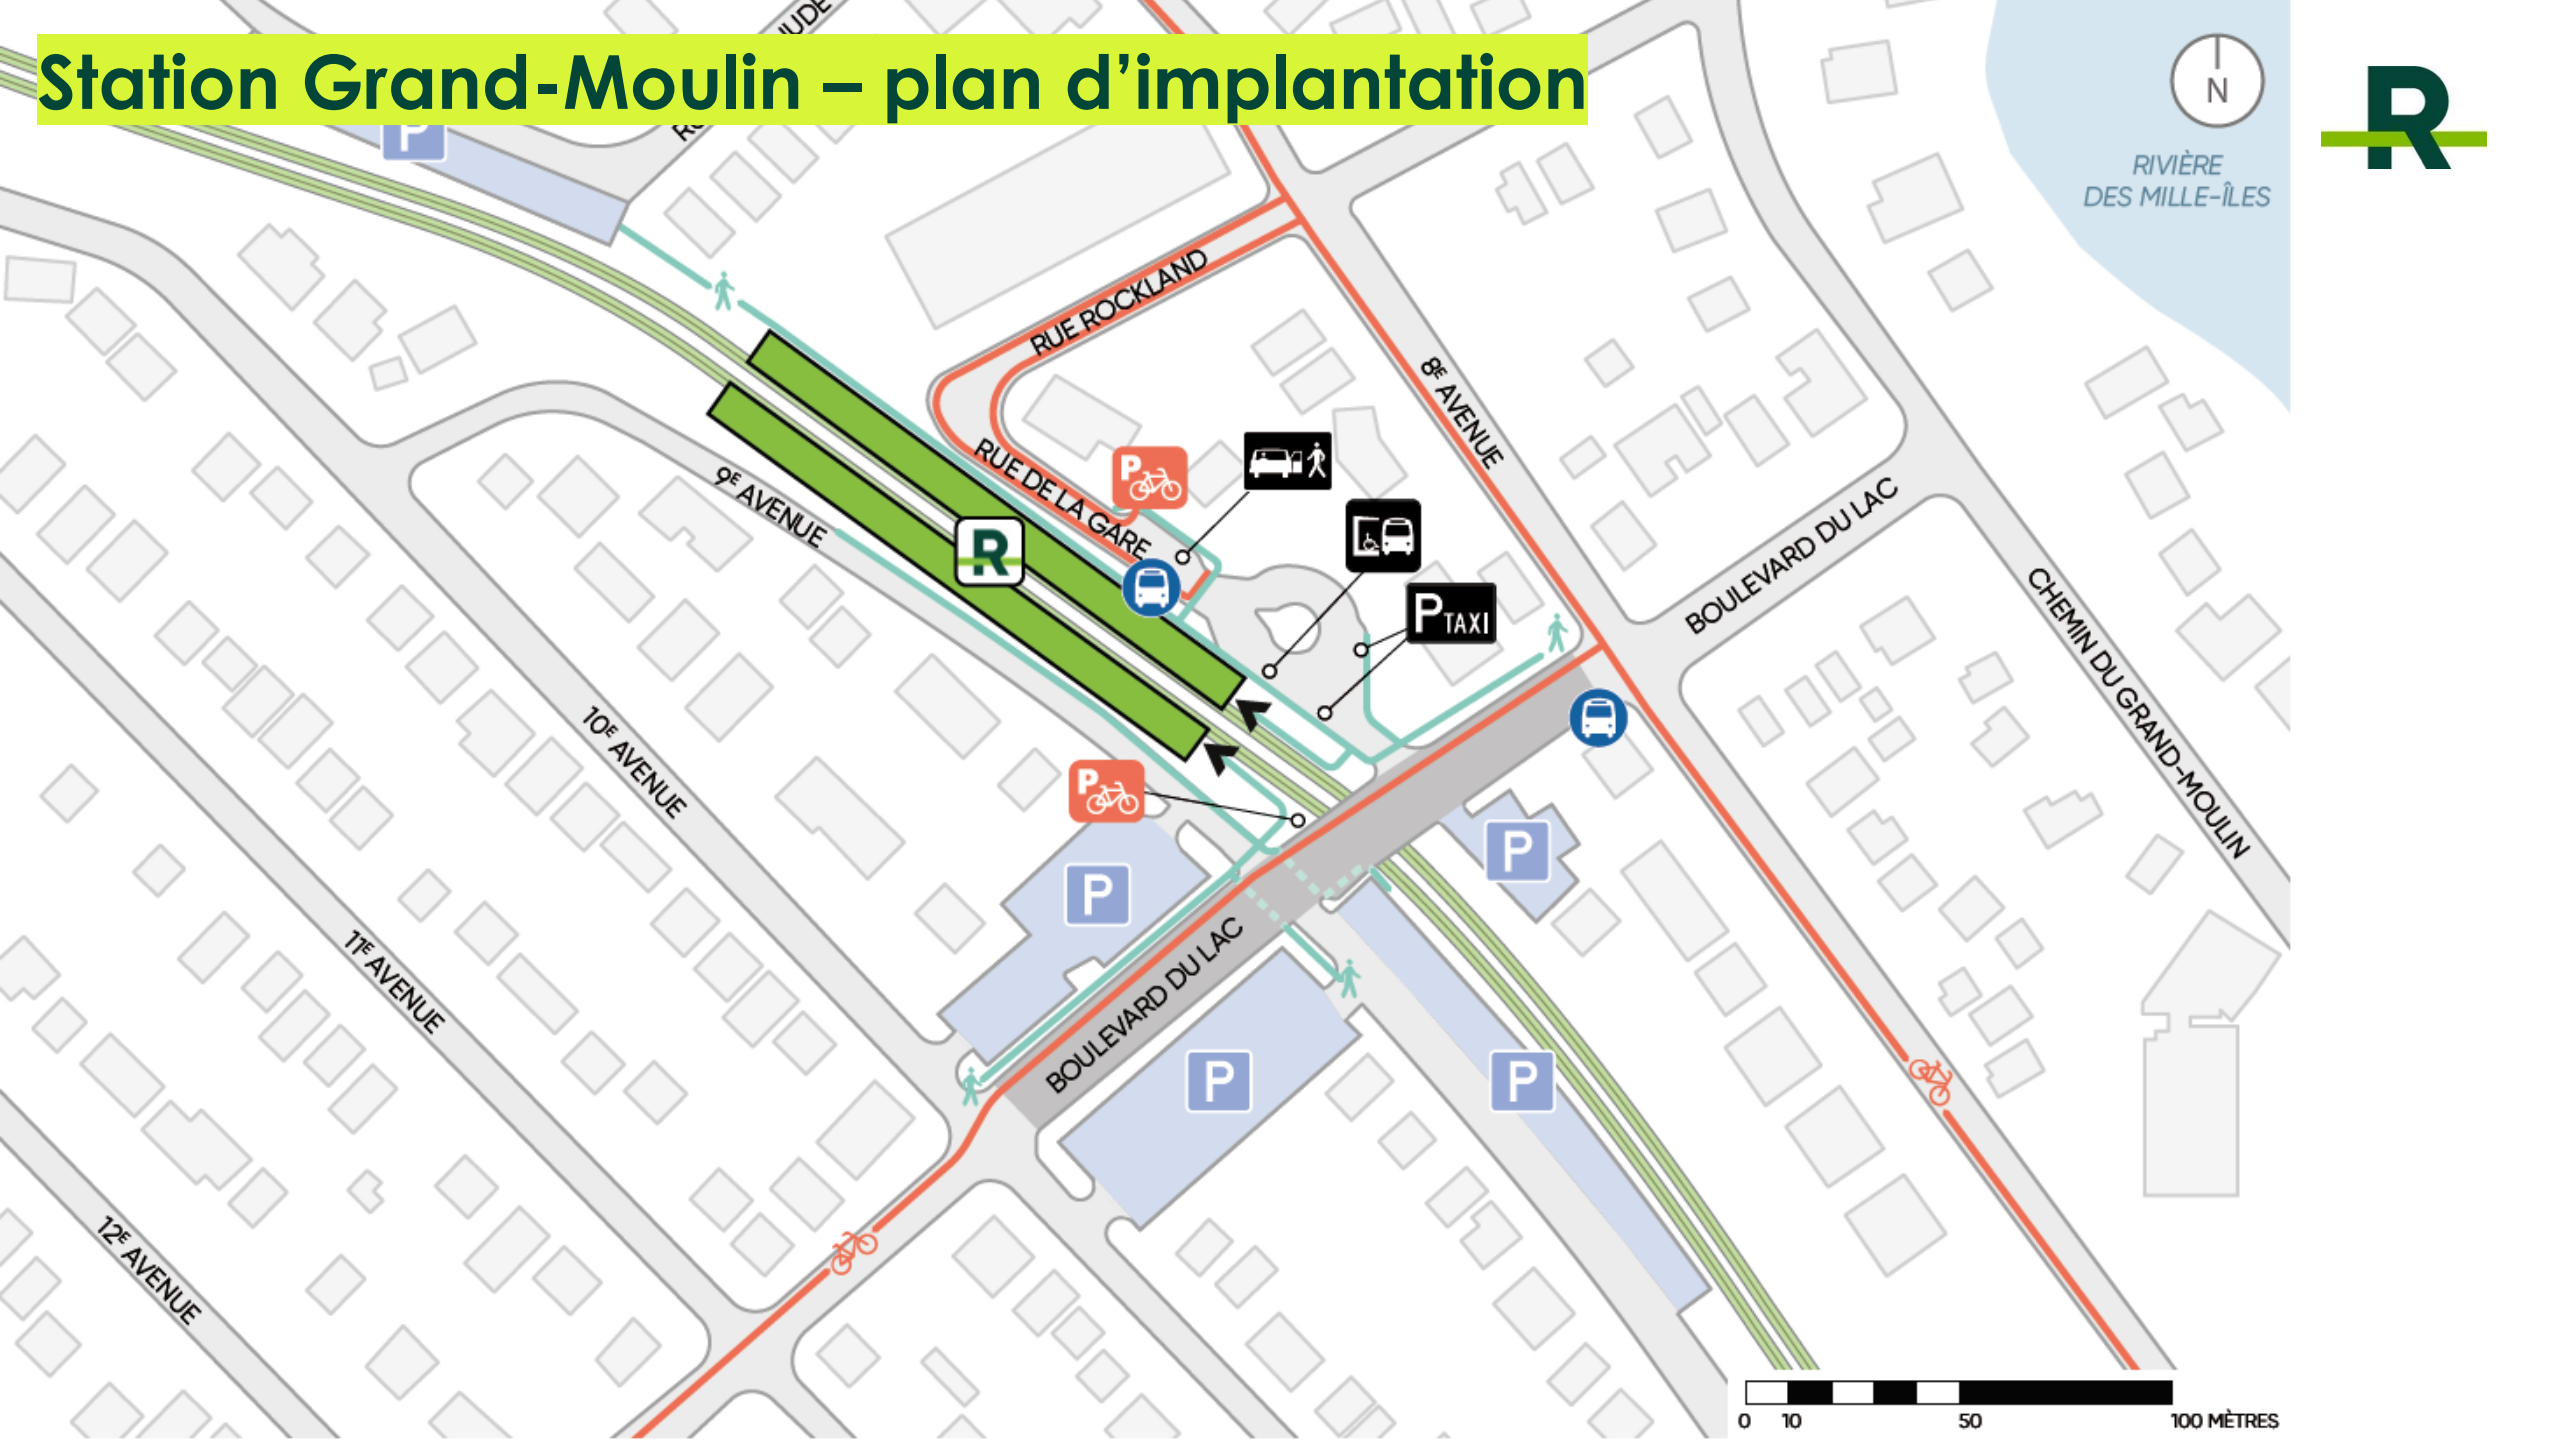 Station Grand-Moulin – plan d’implantation
N
RIVIÈRE
DES MILLE-ÎLES
R
P
RUE ROCKLAND
8E AVENUE
RUE DE LA GARE
P
9E AVENUE
R
P TAXI
BOULEVARD DU LAC
CHEMIN DU GRAND-MOULIN
10E AVENUE
P
P
P
BOULEVARD DU LAC
11E AVENUE
P
P
12E AVENUE
0 10 50 100 MÈTRES